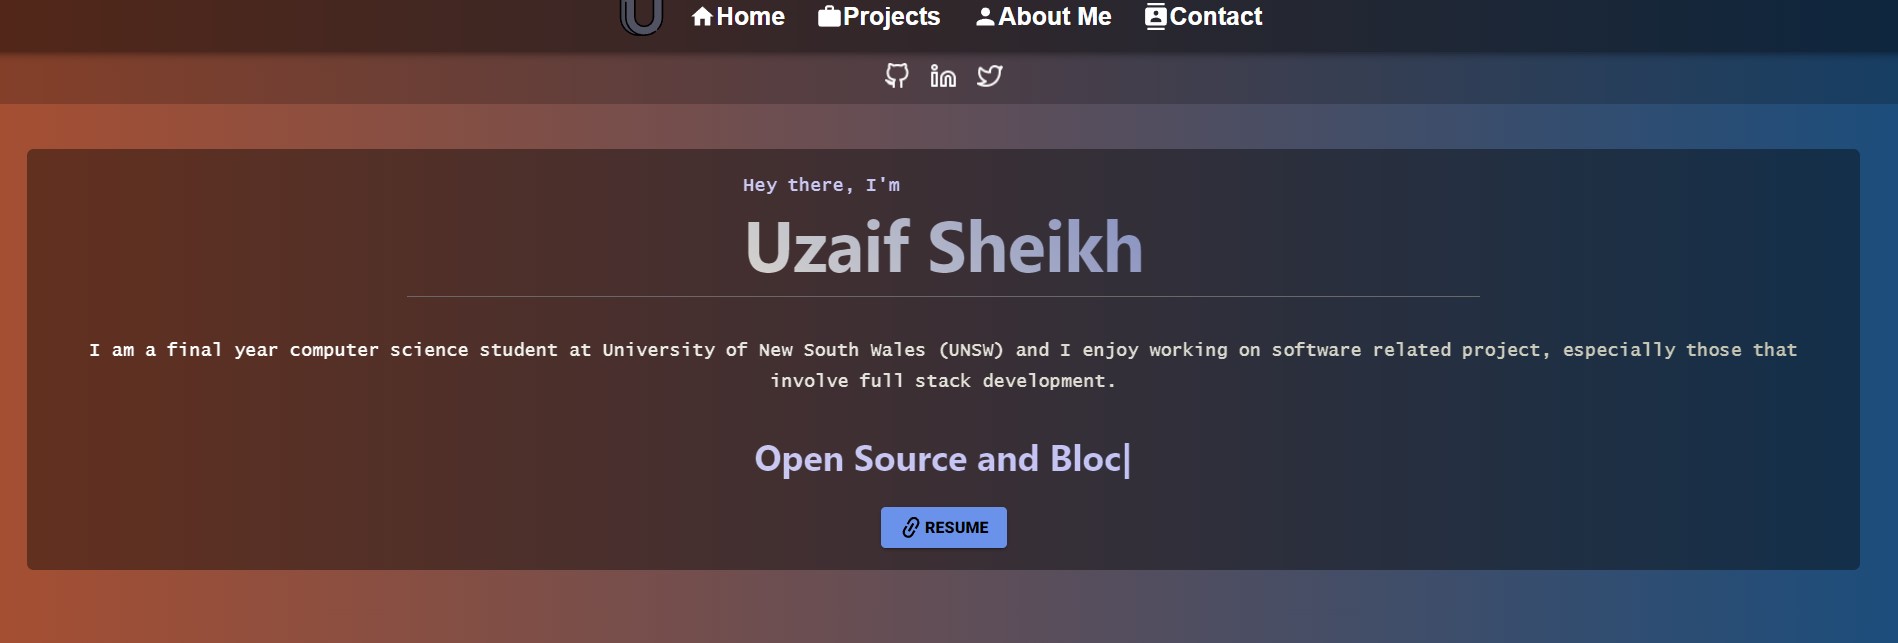 U
Home Projects About Me Contact
Hey there, I'm
Uzaif Sheikh
I am a final year computer science student at University of New South Wales (UNSW) and I enjoy working on software related project, especially those that
involve full stack development.
Open Source and Bloc|
RESUME